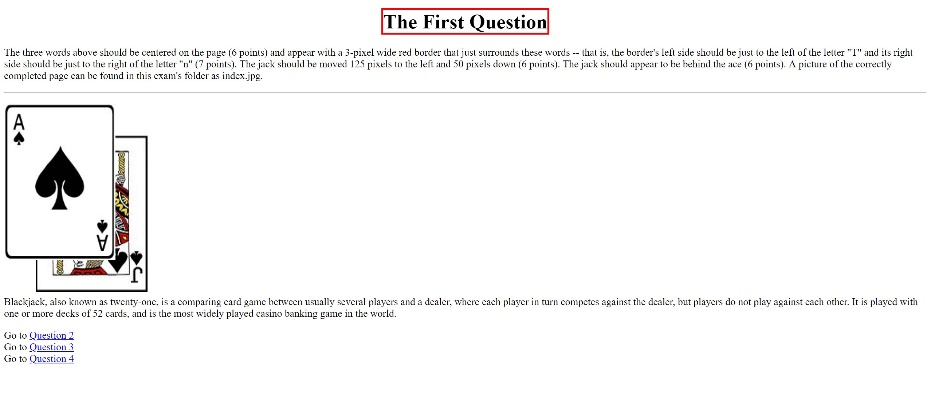 The First Question
The three words above should be centered on the page (6 points) and appear with a 3-pixel wide red border that just surrounds these words -- that is, the border's left side should be just to the left of the letter "T" and its right
side should be just to the right of the letter "n" (7 points). The jack should be moved 125 pixels to the left and 50 pixels down (6 points). The jack should appear to be behind the ace (6 points). A picture of the correctly
completed page can be found in this exam's folder as index.jpg.
A
A
J
Blackjack, also known as twenty-one, is a comparing card game between usually several players and a dealer, where each player in turn competes against the dealer, but players do not play against each other. It is played with
one or more decks of 52 cards, and is the most widely played casino banking game in the world.
Go to Question 2
Go to Question 3
Go to Question 4